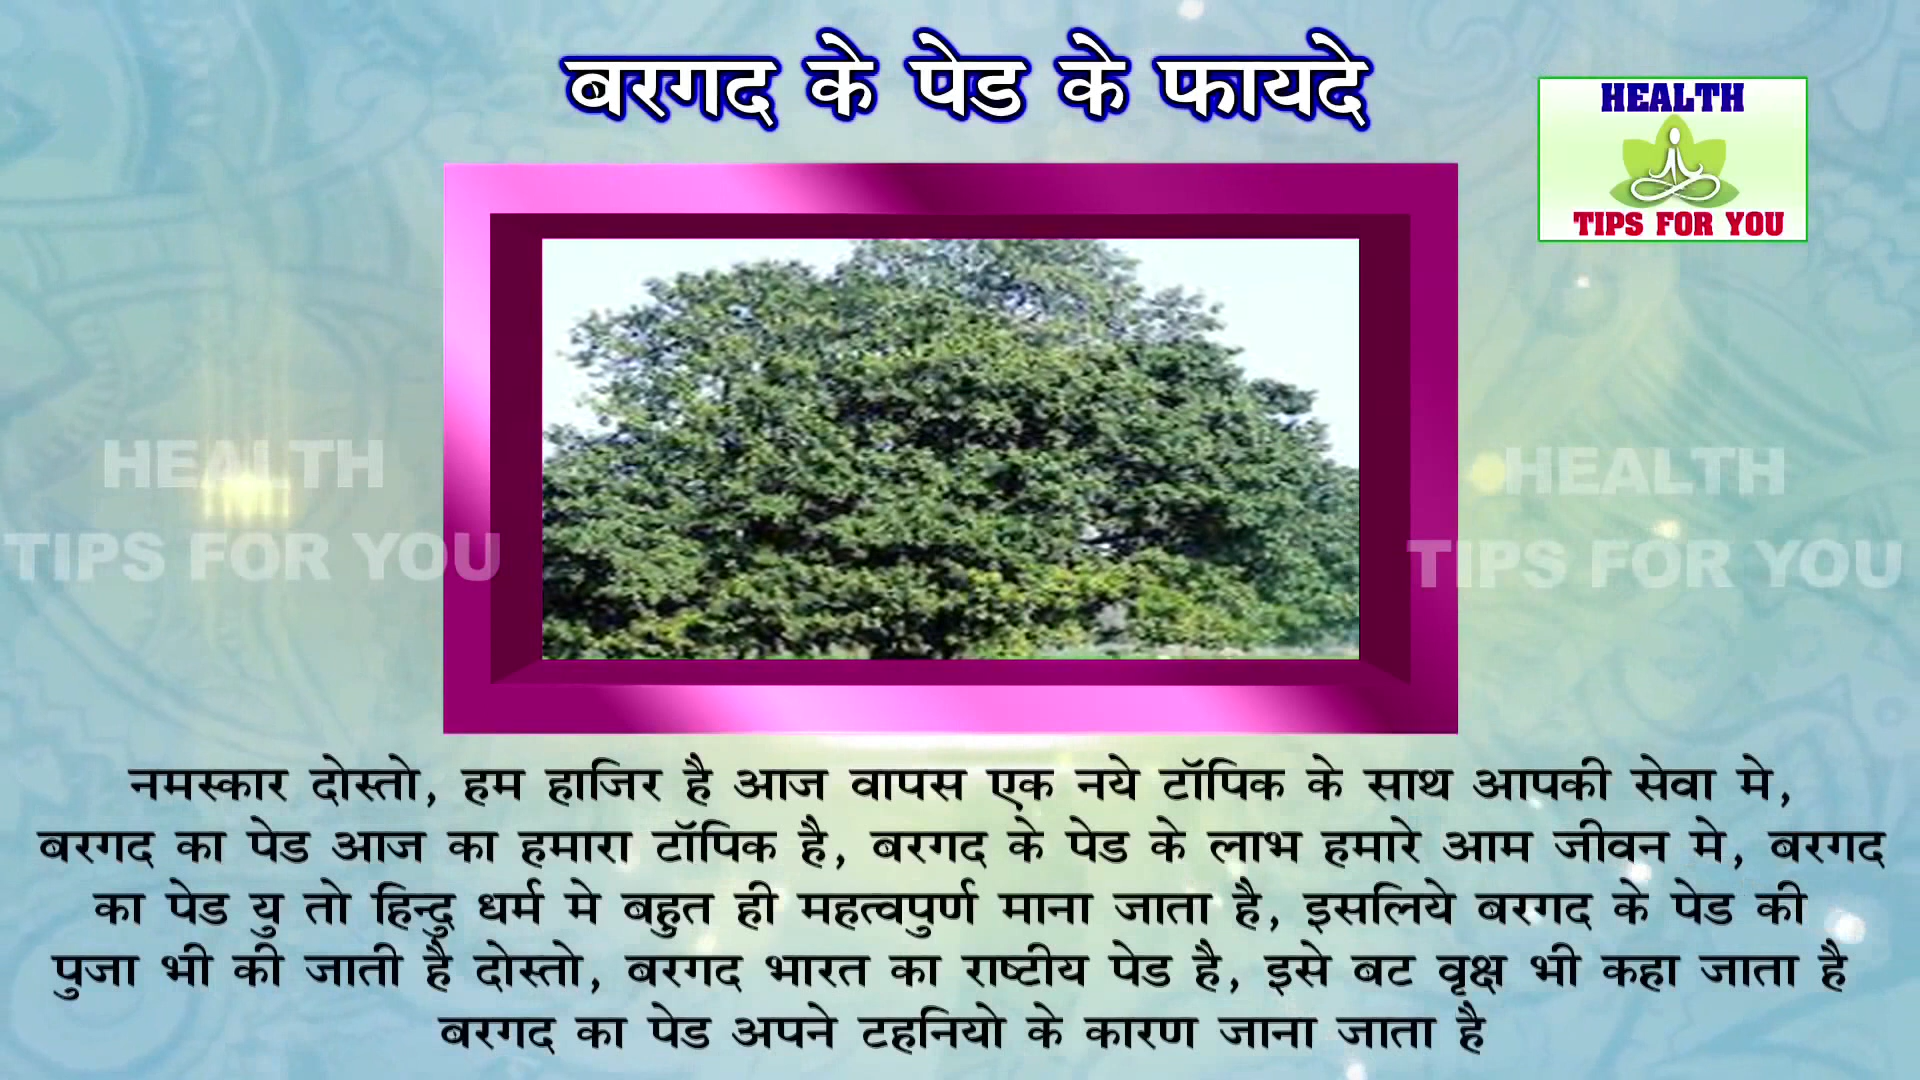 बरगद के पेड के फायदे
HEALTH
TIPS FOR YOU
HEALTH
TIPS FOR YOU
HEALTH
TIPS FOR YOU
नमस्कार दोस्तो, हम हाजिर है आज वापस एक नये टॉपिक के साथ आपकी सेवा मे,
बरगद का पेड आज का हमारा टॉपिक है, बरगद के पेड के लाभ हमारे आम जीवन मे, बरगद
का पेड यु तो हिन्दु धर्म मे बहुत ही महत्वपुर्ण माना जाता है, इसलिये बरगद के पेड की
पुजा भी की जाती है दोस्तो, बरगद भारत का राष्टीय पेड है, इसे बट वृक्ष भी कहा जाता है
बरगद का पेड अपने टहनियो के कारण जाना जाता है